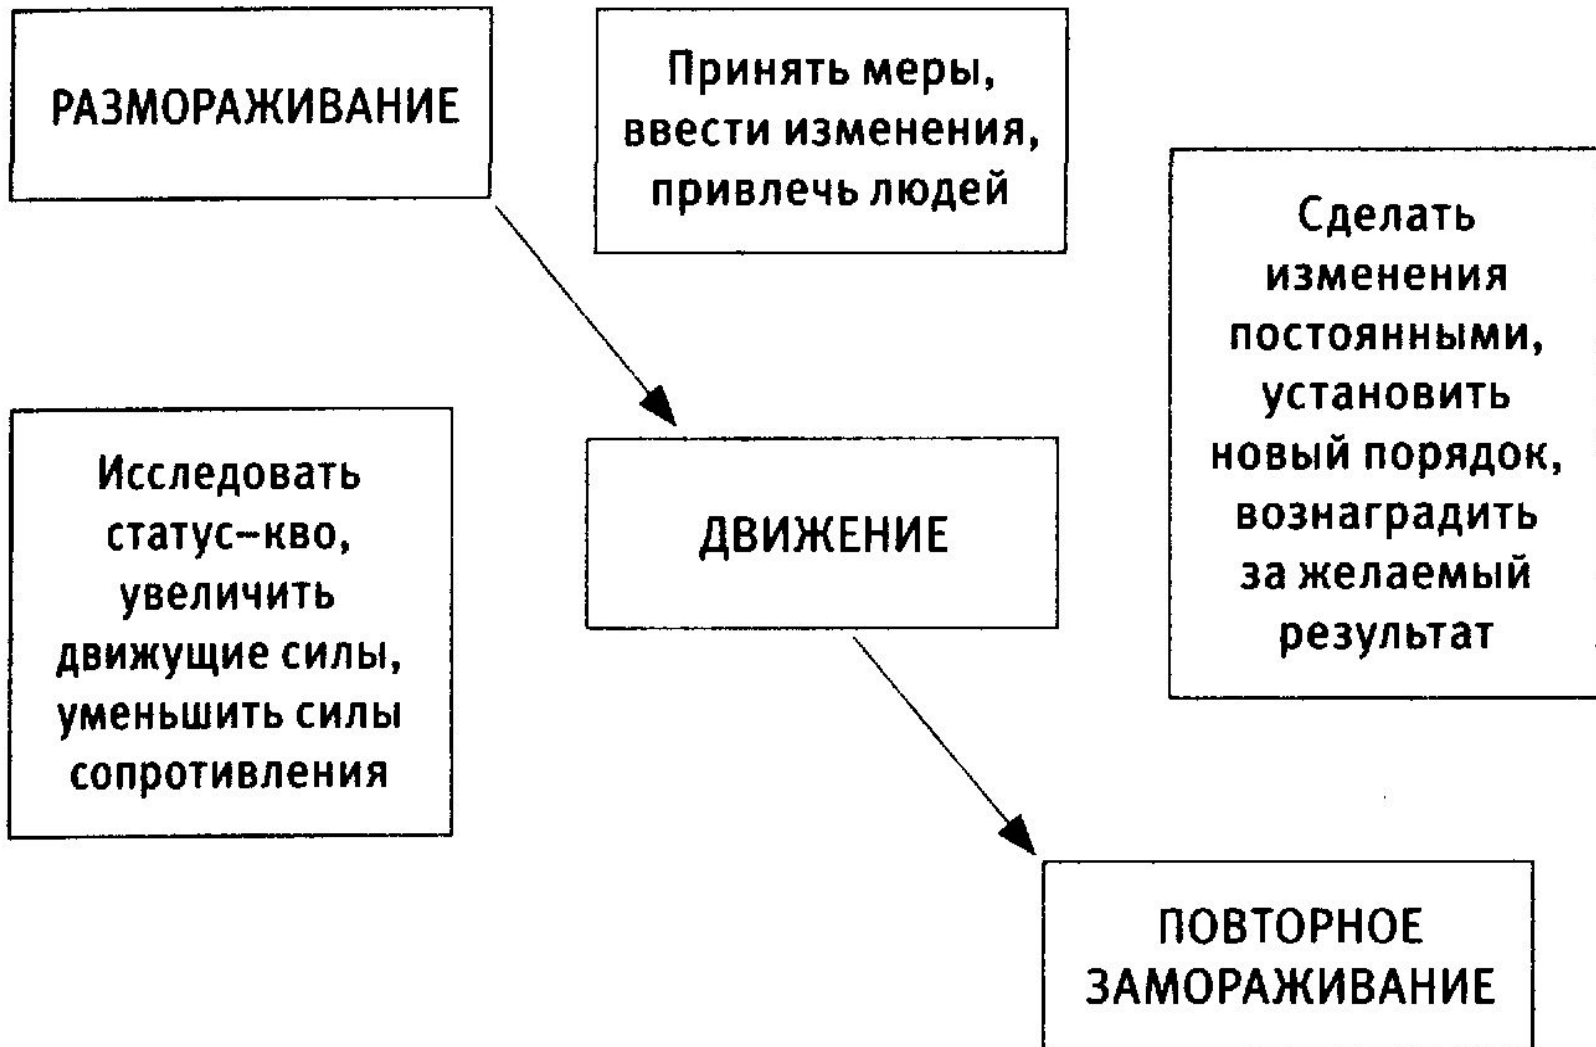 РАЗМОРАЖИВАНИЕ
Принять меры,
ввести изменения,
привлечь людей
Сделать
изменения
постоянными,
установить
новый порядок,
вознаградить
за желаемый
результат
Исследовать
статус–кво,
увеличить
движущие силы,
уменьшить силы
сопротивления
ДВИЖЕНИЕ
ПОВТОРНОЕ
ЗАМОРАЖИВАНИЕ